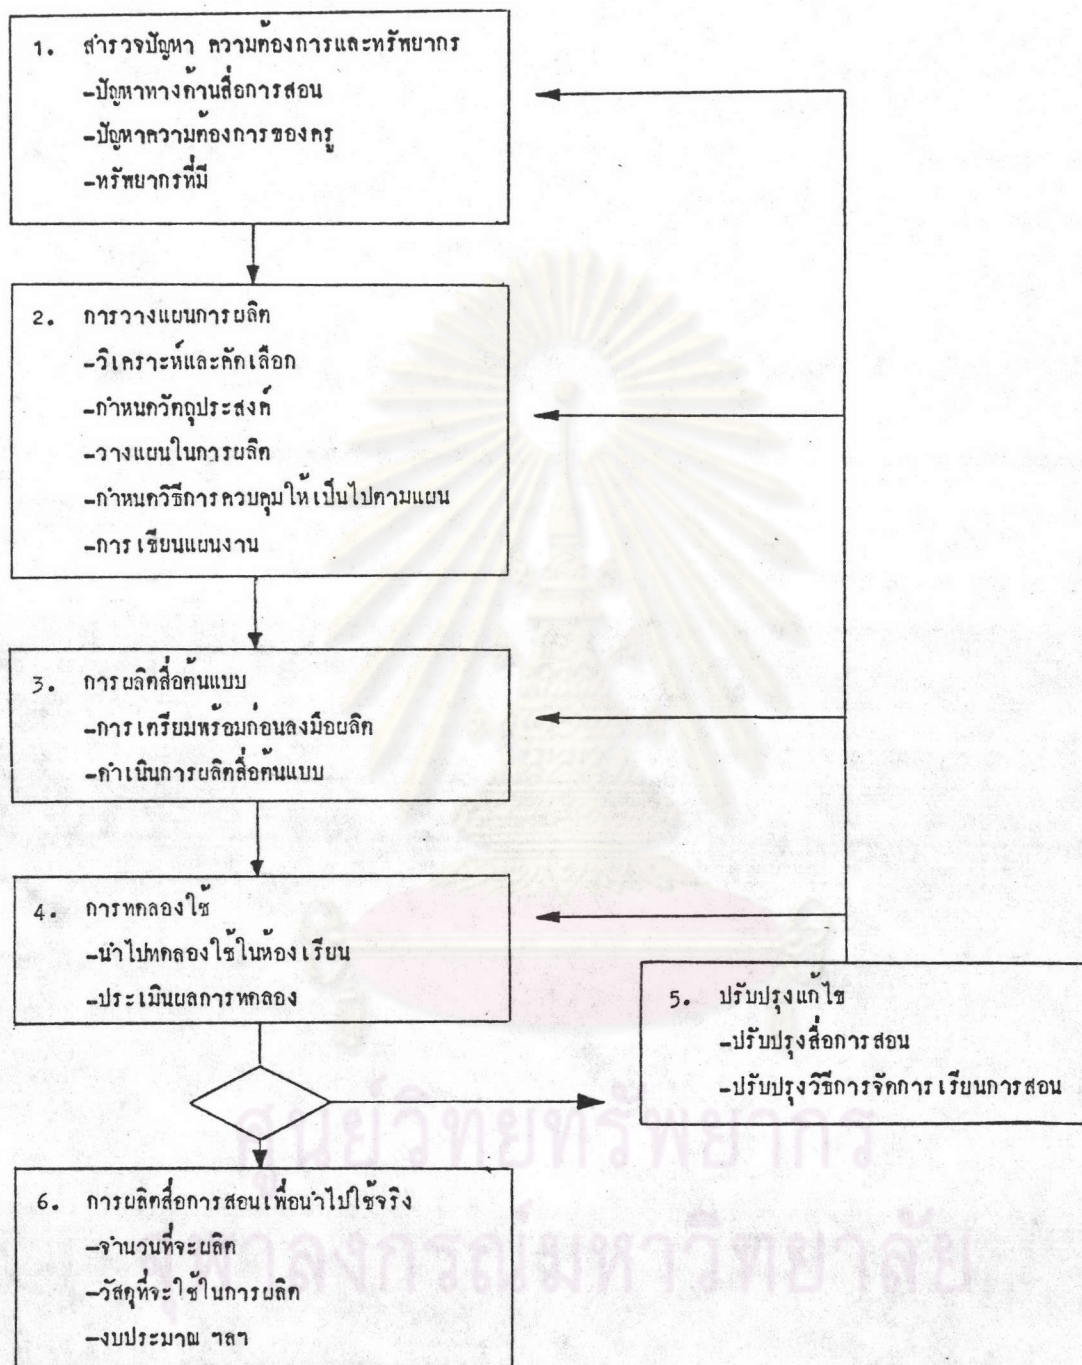 1. สำรวจปัญหา ความต้องการและทรัพยากร
-ปัญหาทางด้านสื่อการสอน
-ปัญหาความต้องการของครู
-ทรัพยากรที่มี
2. การวางแผนการผลิต
-วิเคราะห์และคัดเลือก
-กำหนดวัตถุประสงค์
-วางแผนในการผลิต
-กำหนดวิธีการควบคุมให้เป็นไปตามแผน
-การเขียนแผนงาน
3. การผลิตสื่อต้นแบบ
-การเตรียมพร้อมก่อนลงมือผลิต
-ดำเนินการผลิตสื่อต้นแบบ
4. การทดลองใช้
-นำไปทดลองใช้ในห้องเรียน
-ประเมินผลการทดลอง
5. ปรับปรุงแก้ไข
-ปรับปรุงสื่อการสอน
-ปรับปรุงวิธีการจัดการเรียนการสอน
6. การผลิตสื่อการสอนเพื่อนำไปใช้จริง
-จำนวนที่จะผลิต
-วัสดุที่จะใช้ในการผลิต
-งบประมาณ ฯลฯ
ศูนย์วิทยทรัพยากร
จุฬาลงกรณ์มหาวิทยาลัย